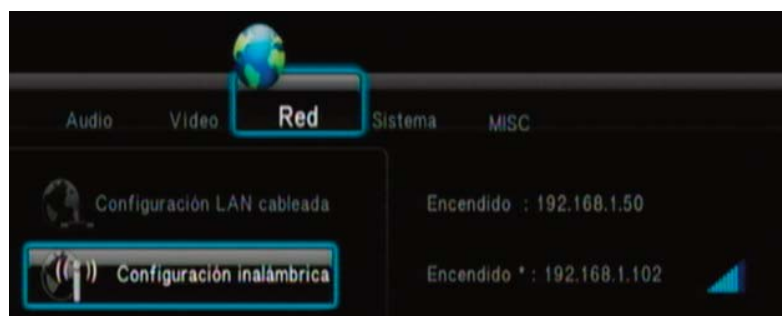 Audio Vídeo Red Sistema MISC
Configuración LAN cableada Encendido : 192.168.1.50
Configuración inalámbrica Encendido * : 192.168.1.102